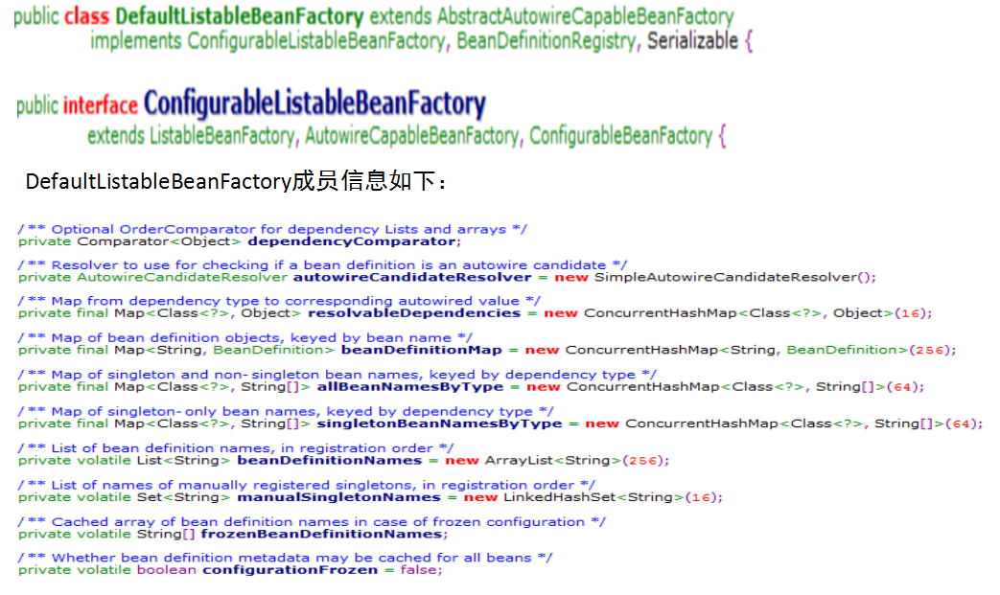 public class DefaultListableBeanFactory extends AbstractAutowireCapableBeanFactory
implements ConfigurableListableBeanFactory, BeanDefinitionRegistry, Serializable {
public interface ConfigurableListableBeanFactory
extends ListableBeanFactory, AutowireCapableBeanFactory, ConfigurableBeanFactory {
DefaultListableBeanFactory成员信息如下：
/** Optional OrderComparator for dependency Lists and arrays */
private Comparator<Object> dependencyComparator;
/** Resolver to use for checking if a bean definition is an autowire candidate */
private AutowireCandidateResolver autowireCandidateResolver = new SimpleAutowireCandidateResolver();
/** Map from dependency type to corresponding autowired value */
private final Map<Class<?>, Object> resolvableDependencies = new ConcurrentHashMap<Class<?>, Object>(16);
/** Map of bean definition objects, keyed by bean name */
private final Map<String, BeanDefinition> beanDefinitionMap = new ConcurrentHashMap<String, BeanDefinition>(256);
/** Map of singleton and non-singleton bean names, keyed by dependency type */
private final Map<Class<?>, String[]> allBeanNamesByType = new ConcurrentHashMap<Class<?>, String[]>(64);
/** Map of singleton-only bean names, keyed by dependency type */
private final Map<Class<?>, String[]> singletonBeanNamesByType = new ConcurrentHashMap<Class<?>, String[]>(64);
/** List of bean definition names, in registration order */
private volatile List<String> beanDefinitionNames = new ArrayList<String>(256);
/** List of names of manually registered singletons, in registration order */
private volatile Set<String> manualSingletonNames = new LinkedHashSet<String>(16);
/** Cached array of bean definition names in case of frozen configuration */
private volatile String[] frozenBeanDefinitionNames;
/** Whether bean definition metadata may be cached for all beans */
private volatile boolean configurationFrozen = false;